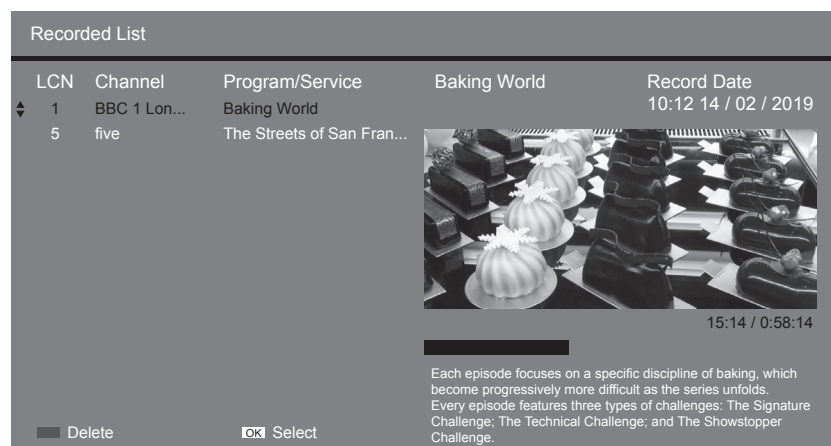 Recorded List
LCN Channel Program/Service
1 BBC 1 Lon... Baking World
5 five The Streets of San Fran...
Baking World
Record Date
10:12 14 / 02 / 2019
15:14 / 0:58:14
Each episode focuses on a specific discipline of baking, which
become progressively more difficult as the series unfolds.
Every episode features three types of challenges: The Signature
Challenge; The Technical Challenge; and The Showstopper
Challenge.
Delete
OK Select